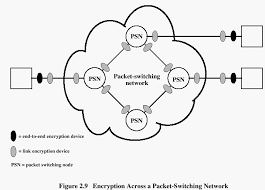 PSN
PSN
Packet-switching
network
PSN
PSN
= end-to-end encryption device
= link encryption device
PSN = packet switching node
Figure 2.9 Encryption Across a Packet-Switching Network